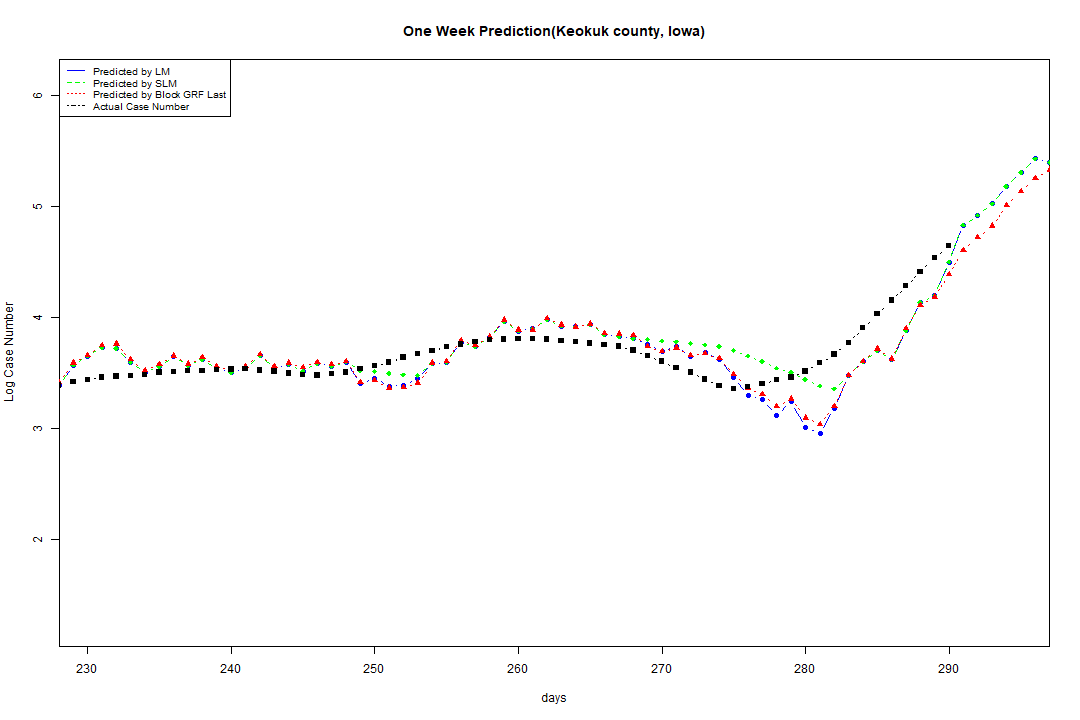 One Week Prediction(Keokuk county, Iowa)
Predicted by LM
Predicted by SLM
Predicted by Block GRF Last
Actual Case Number
6
5
4
3
2
Log Case Number
230 240 250 260 270 280 290
days